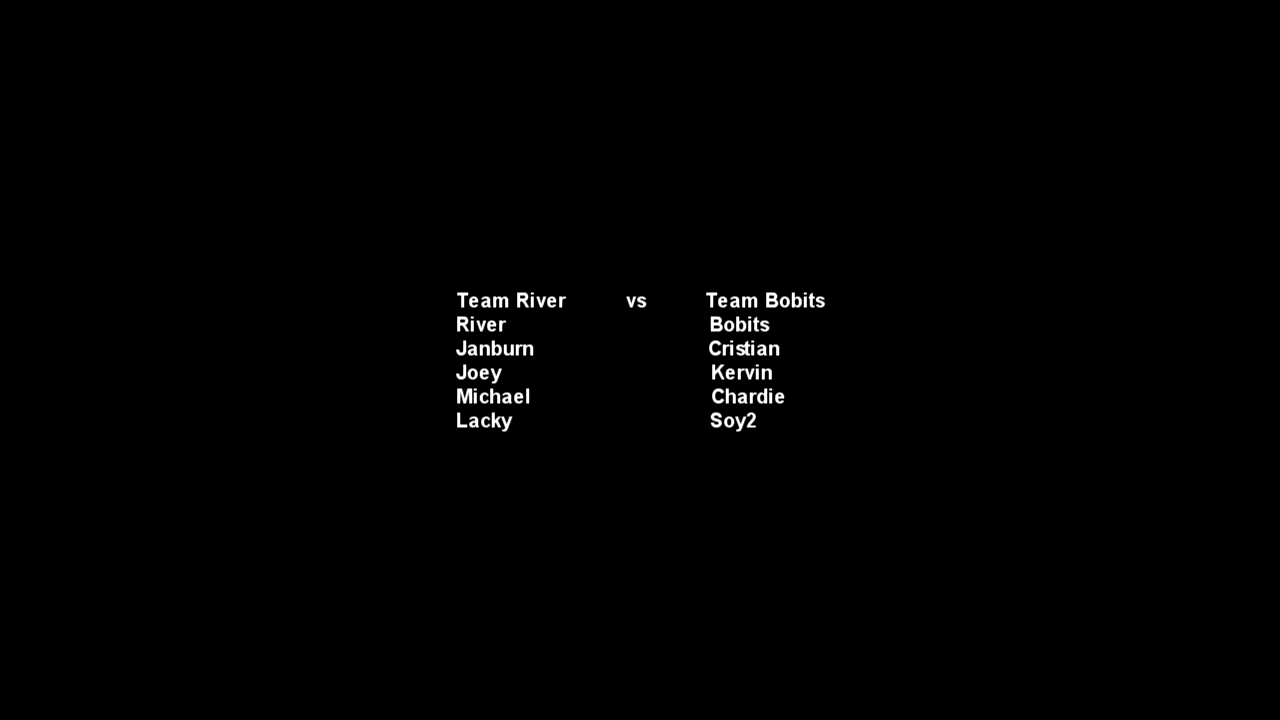 Team River vs Team Bobits
River Bobits
Janburn Cristian
Joey Kervin
Michael Chardie
Lacky Soy2